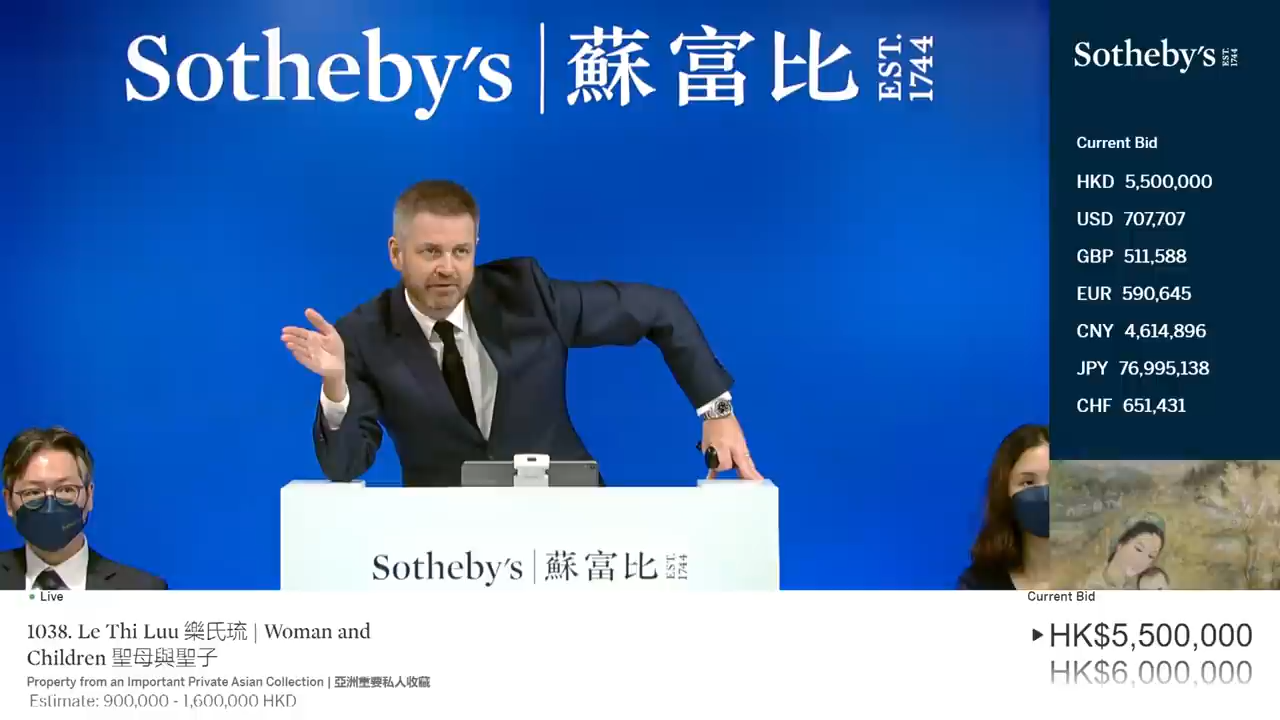 Sotheby's | 蘇富比 EST. 1744
Sotheby's EST. 1744
Current Bid
HKD 5,500,000
USD 707,707
GBP 511,588
EUR 590,645
CNY 4,614,896
JPY 76,995,138
CHF 651,431
Sotheby's | 蘇富比 EST. 1744
Live
1038. Le Thi Luu 樂氏琉 | Woman and
Children 聖母與聖子
Property from an Important Private Asian Collection | 亞洲重要私人收藏
Estimate: 900,000 - 1,600,000 HKD
Current Bid
HK$5,500,000
HK$6,000,000